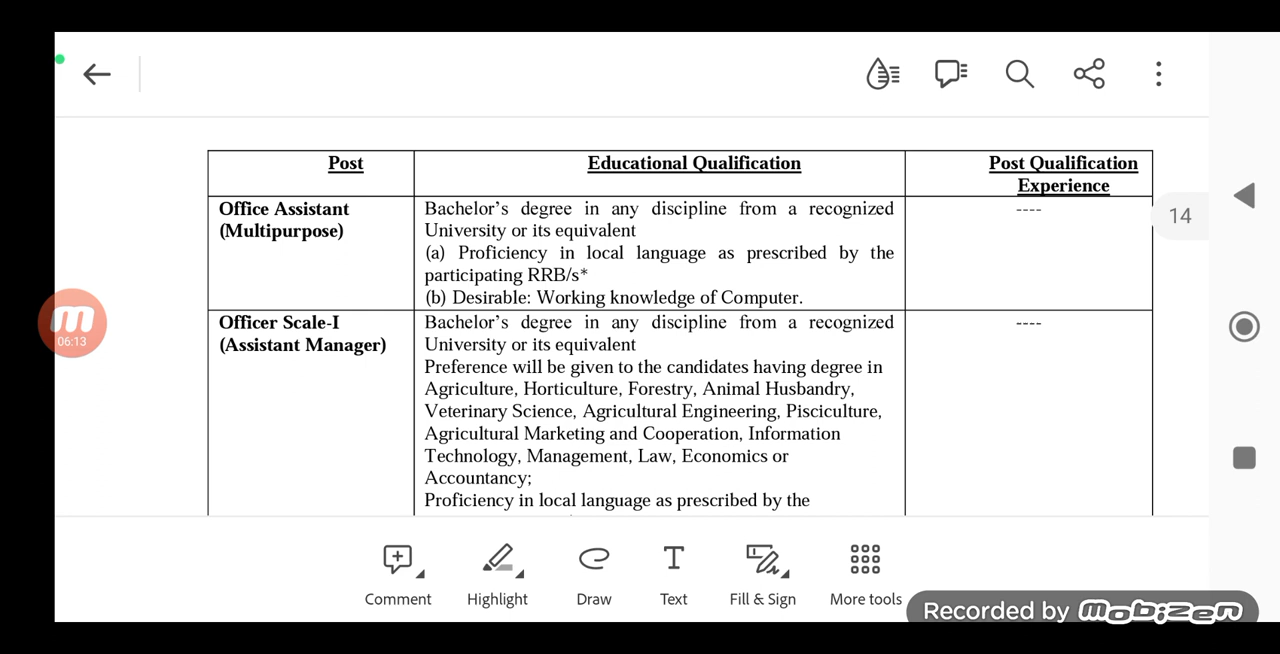 Post
Educational Qualification
Post Qualification
Experience
Office Assistant
(Multipurpose)
Bachelor's degree in any discipline from a recognized
University or its equivalent
(a) Proficiency in local language as prescribed by the
participating RRB/s*
(b) Desirable: Working knowledge of Computer.
----
14
Officer Scale-I
(Assistant Manager)
Bachelor's degree in any discipline from a recognized
University or its equivalent
Preference will be given to the candidates having degree in
Agriculture, Horticulture, Forestry, Animal Husbandry,
Veterinary Science, Agricultural Engineering, Pisciculture,
Agricultural Marketing and Cooperation, Information
Technology, Management, Law, Economics or
Accountancy;
Proficiency in local language as prescribed by the
----
m
06:13
Comment
Highlight
Draw
T
Text
Fill & Sign
More tools
Recorded by mobizen